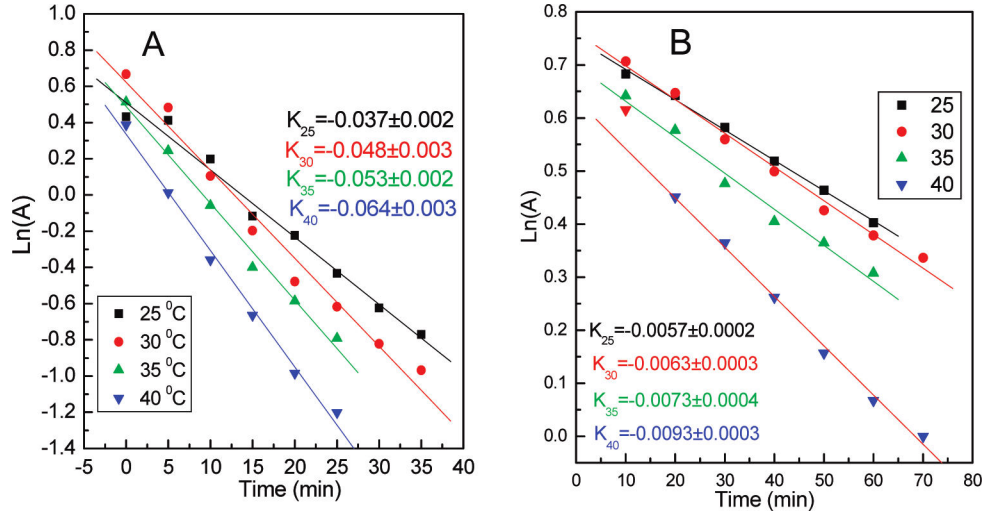 A
Ln(A)
1.0
0.8
0.6
0.4
0.2
0.0
-0.2
-0.4
-0.6
-0.8
-1.0
-1.2
-1.4
K25=-0.037±0.002
K30=-0.048±0.003
K35=-0.053±0.002
K40=-0.064±0.003
25 ⁰C
30 ⁰C
35 ⁰C
40 ⁰C
-5 0 5 10 15 20 25 30 35 40
Time (min)
B
Ln(A)
0.8
0.7
0.6
0.5
0.4
0.3
0.2
0.1
0.0
25
30
35
40
K25=-0.0057±0.0002
K30=-0.0063±0.0003
K35=-0.0073±0.0004
K40=-0.0093±0.0003
0 10 20 30 40 50 60 70 80
Time (min)